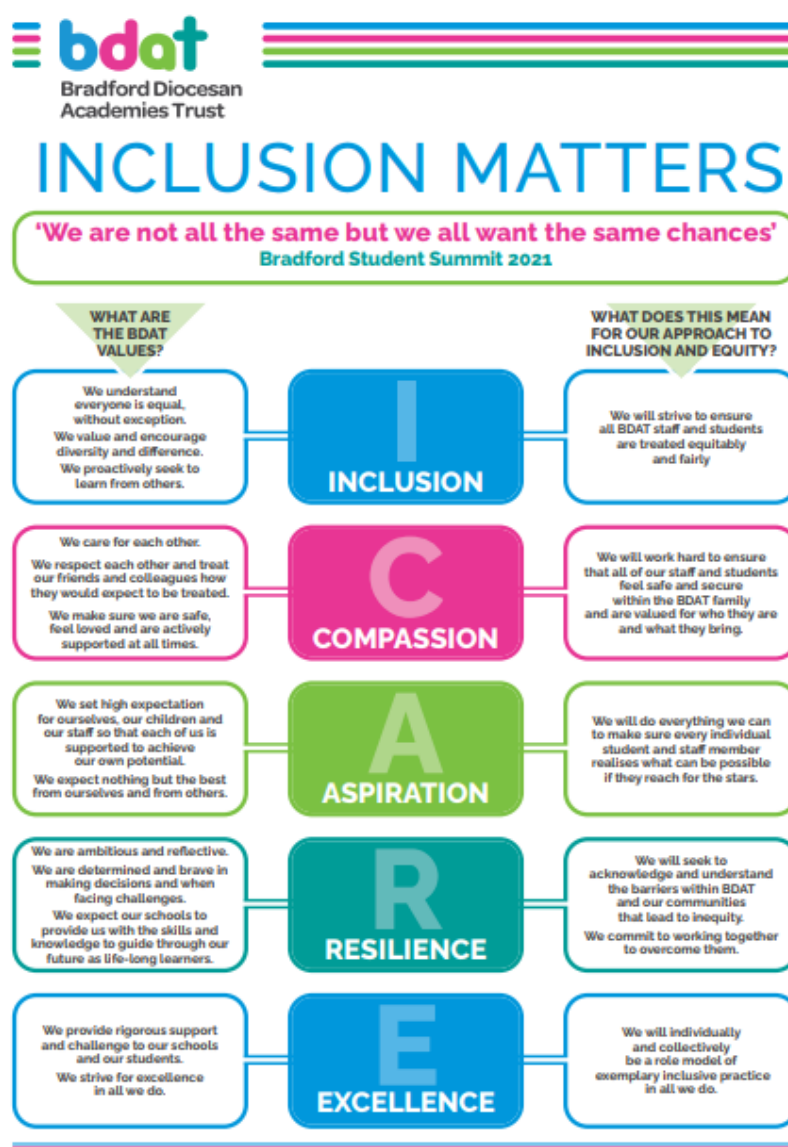 bdat
Bradford Diocesan
Academies Trust
INCLUSION MATTERS
‘We are not all the same but we all want the same chances’
Bradford Student Summit 2021
WHAT ARE
THE BDAT
VALUES?
WHAT DOES THIS MEAN
FOR OUR APPROACH TO
INCLUSION AND EQUITY?
We understand
everyone is equal,
without exception.
We value and encourage
diversity and difference.
We proactively seek to
learn from others.
I
INCLUSION
We will strive to ensure
all BDAT staff and students
are treated equitably
and fairly
We care for each other.
We respect each other and treat
our friends and colleagues how
they would expect to be treated.
We make sure we are safe,
feel loved and are actively
supported at all times.
C
COMPASSION
We will work hard to ensure
that all of our staff and students
feel safe and secure
within the BDAT family
and are valued for who they are
and what they bring.
We set high expectation
for ourselves, our children and
our staff so that each of us is
supported to achieve
our own potential.
We expect nothing but the best
from ourselves and from others.
A
ASPIRATION
We will do everything we can
to make sure every individual
student and staff member
realises what can be possible
if they reach for the stars.
We are ambitious and reflective.
We are determined and brave in
making decisions and when
facing challenges.
We expect our schools to
provide us with the skills and
knowledge to guide through our
future as life-long learners.
R
RESILIENCE
We will seek to
acknowledge and understand
the barriers within BDAT
and our communities
that lead to inequity.
We commit to working together
to overcome them.
We provide rigorous support
and challenge to our schools
and our students.
We strive for excellence
in all we do.
E
EXCELLENCE
We will individually
and collectively
be a role model of
exemplary inclusive practice
in all we do.